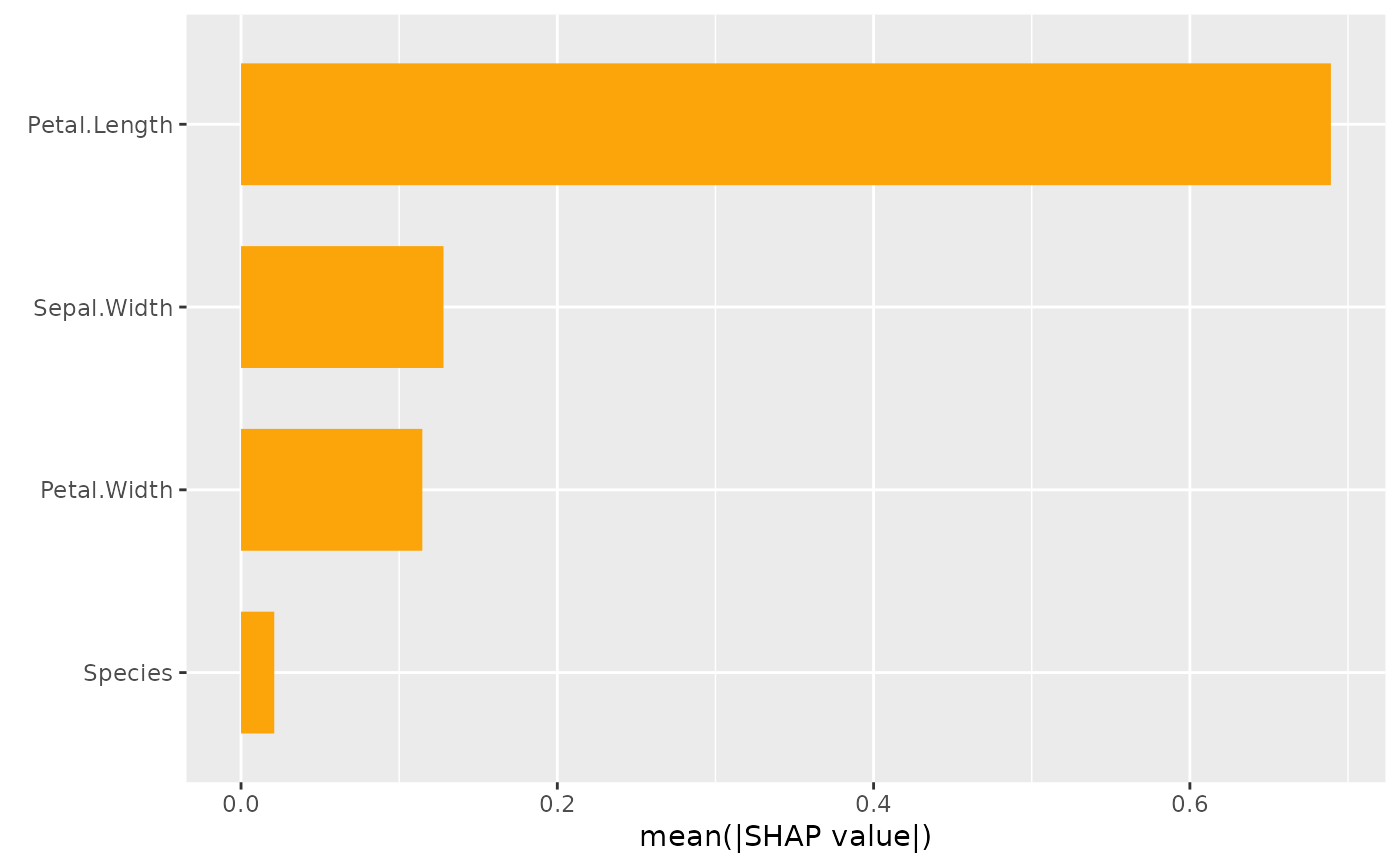 Petal.Length
Sepal.Width
Petal.Width
Species
0.0 0.2 0.4 0.6
mean(|SHAP value|)